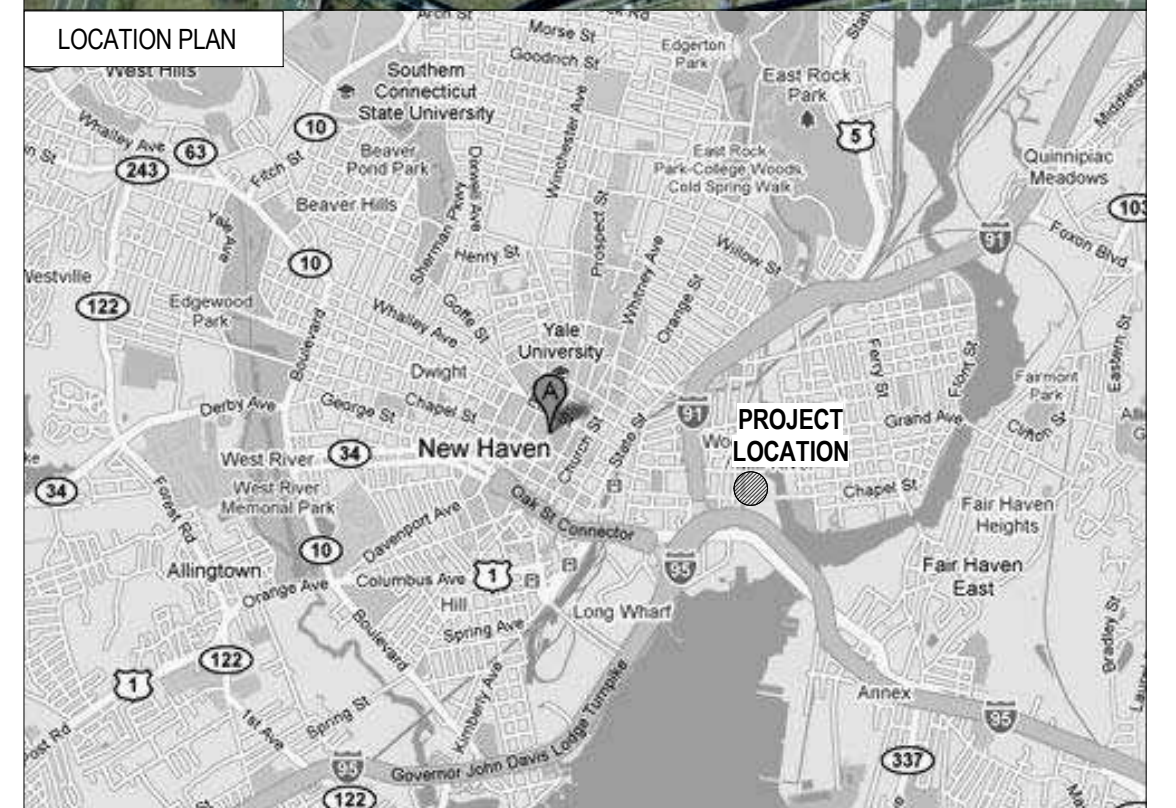 LOCATION PLAN
Arch St
Morse St
Goodrich St
Edgerton
Park
West Hills
Southern
Connecticut
State University
East Rock
Park
5
10
Whalley Ave
63
243
Fitch St
Beaver
Pond Park
Beaver Hills
Winchester Ave
East Rock
Park-College Woods
Cold Spring Walk
Quinnipiac
Meadows
103
Yale Ave
Sherman Pkwy
Henry St
Prospect St
Whitney Ave
Willow St
91
Foxon Blvd
10
Westville
122
Edgewood
Park
Whalley Ave
Goffe St
Orange St
Yale
University
Boulevard
Dwight
A
Ferry St
Front St
Eastern St
Fairmont
Park
Derby Ave
George St
Chapel St
91
PROJECT
LOCATION
Grand Ave
Clifton St
New Haven
Church St
State St
West River
34
34
West River
Memorial Park
Oak St Connector
Chapel St
Fair Haven
Heights
Forest Rd
Davenport Ave
10
Allingtown
Orange Ave
Columbus Ave
1
95
Fair Haven
East
Hill
Long Wharf
Spring Ave
Boulevard
Bradley St
122
1
Kimberly Ave
Annex
Spring St
1st Ave
Post Rd
95
95
Governor John Davis Lodge Turnpike
337
122